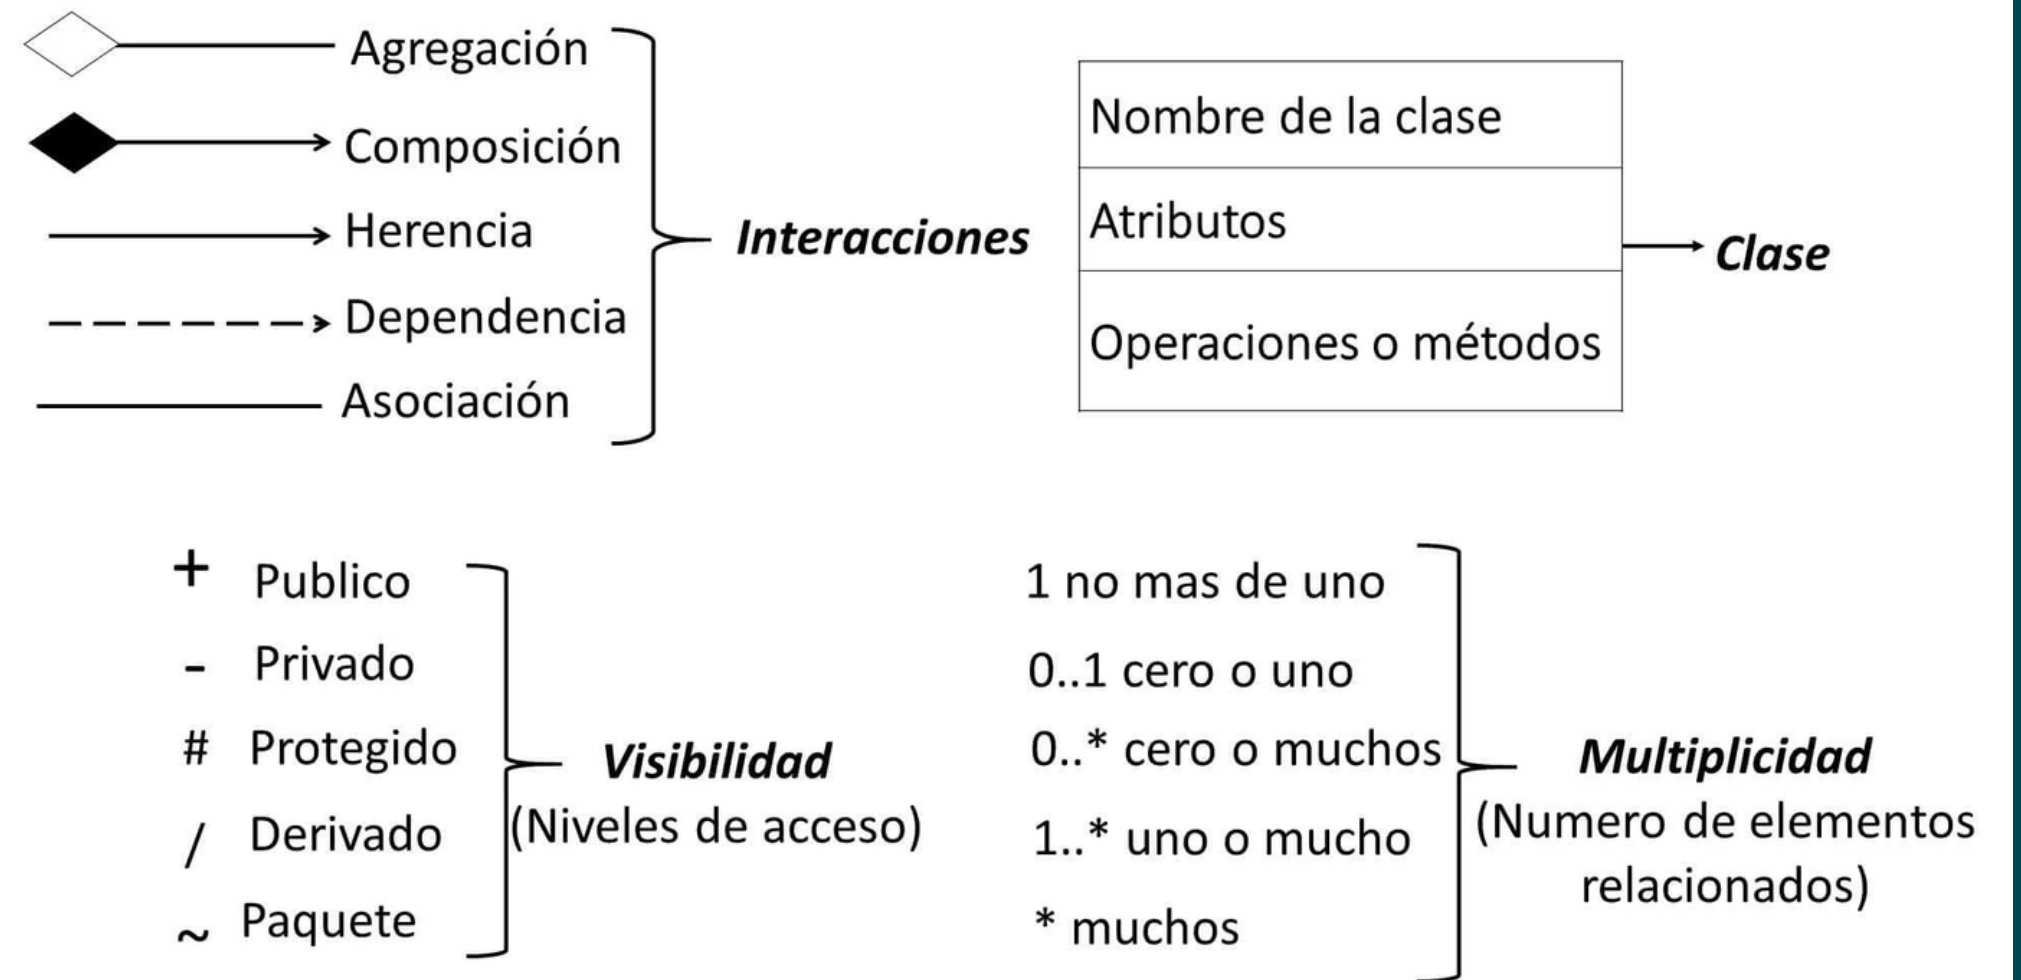 Agregación
Composición
Herencia
Dependencia
Asociación
Interacciones
Nombre de la clase
Atributos
Operaciones o métodos
Clase
+ Publico
- Privado
# Protegido
/ Derivado
~ Paquete
Visibilidad
(Niveles de acceso)
1 no mas de uno
0..1 cero o uno
0..* cero o muchos
1..* uno o mucho
* muchos
Multiplicidad
(Numero de elementos
relacionados)